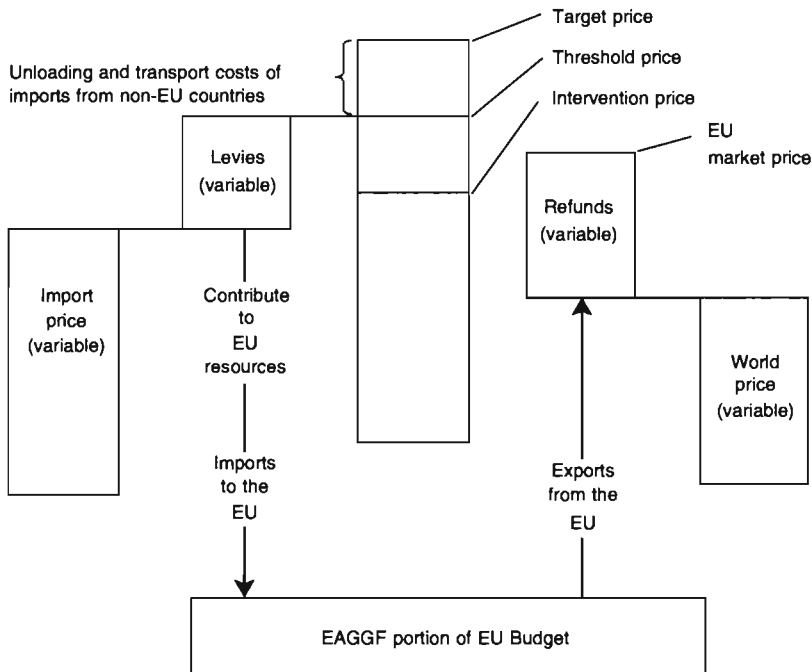 Target price
Unloading and transport costs of
imports from non-EU countries
Threshold price
Intervention price
EU
market price
Levies
(variable)
Refunds
(variable)
Import
price
(variable)
Contribute
to
EU
resources
World
price
(variable)
Imports
to the
EU
Exports
from the
EU
EAGGF portion of EU Budget